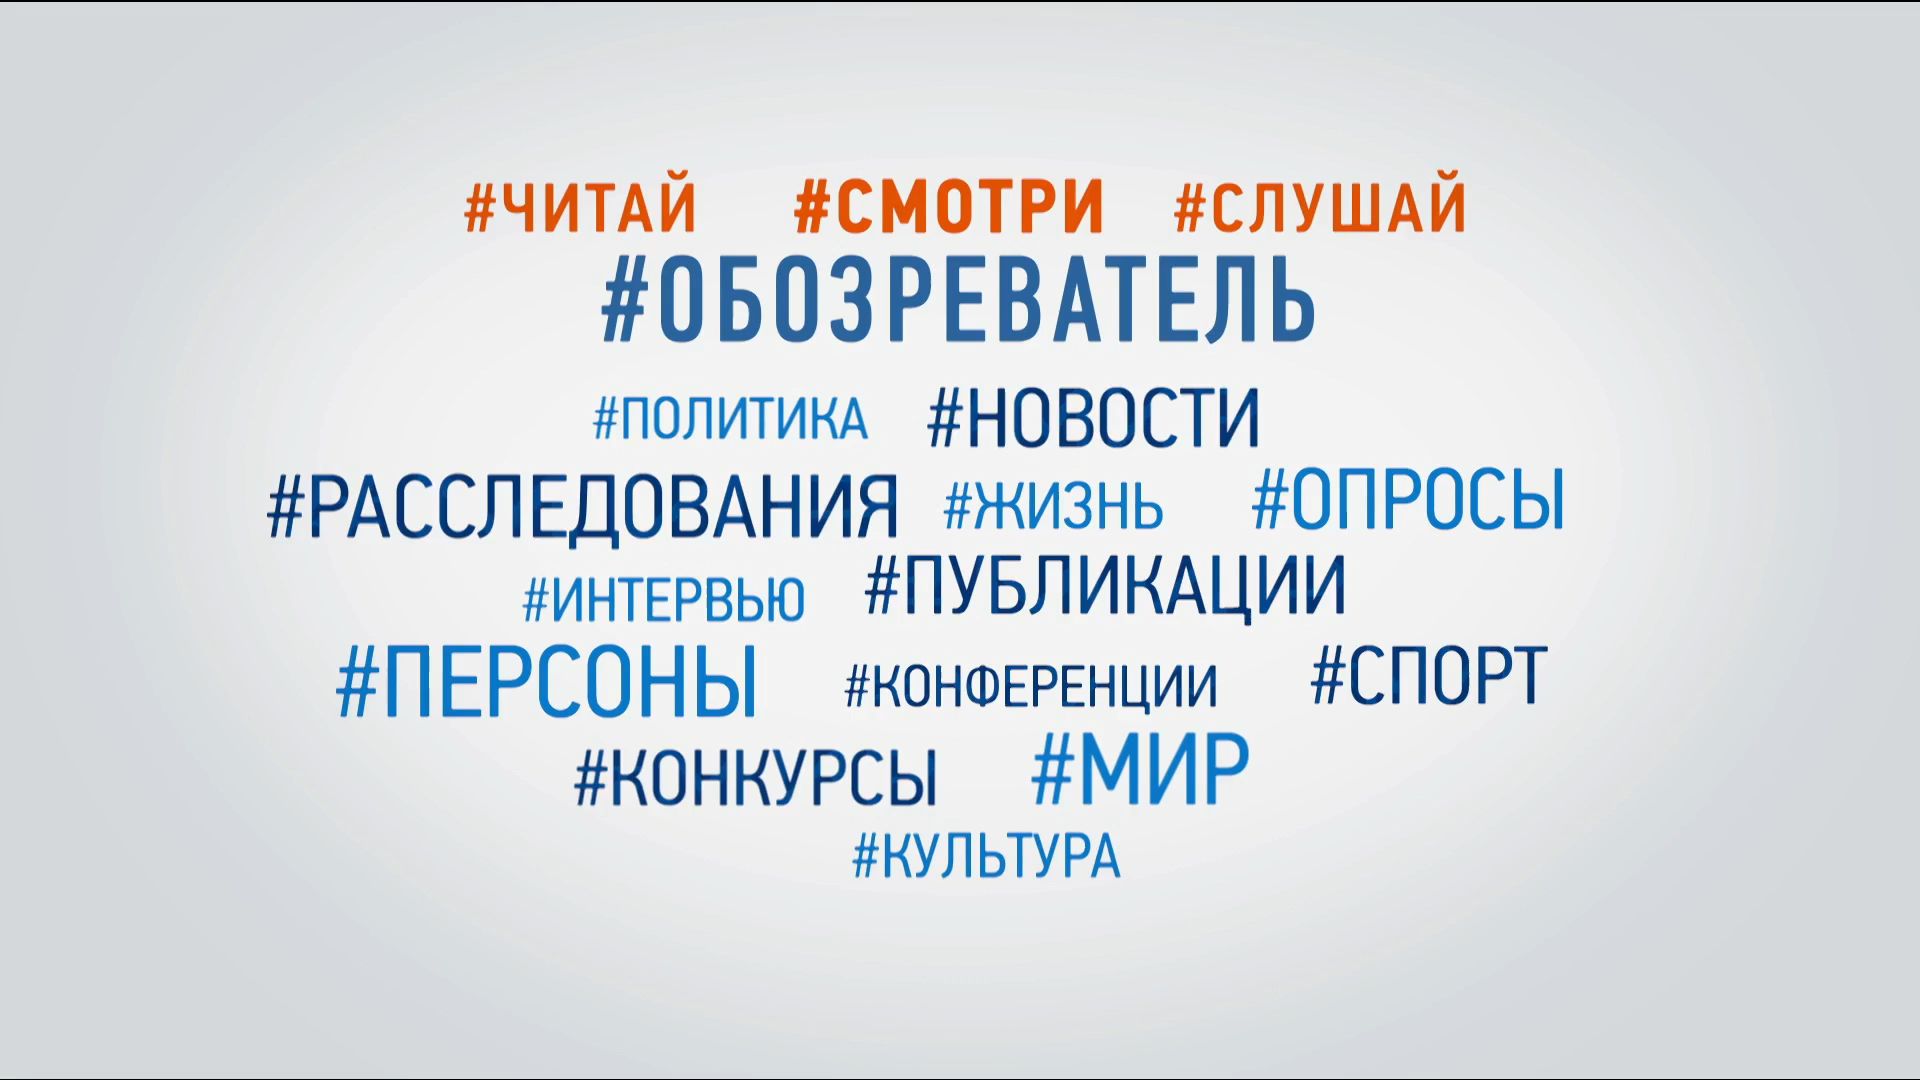 #ЧИТАЙ #СМОТРИ #СЛУШАЙ
#ОБОЗРЕВАТЕЛЬ
#ПОЛИТИКА #НОВОСТИ
#РАССЛЕДОВАНИЯ #ЖИЗНЬ #ОПРОСЫ
#ИНТЕРВЬЮ #ПУБЛИКАЦИИ
#ПЕРСОНЫ #КОНФЕРЕНЦИИ #СПОРТ
#КОНКУРСЫ #МИР
#КУЛЬТУРА